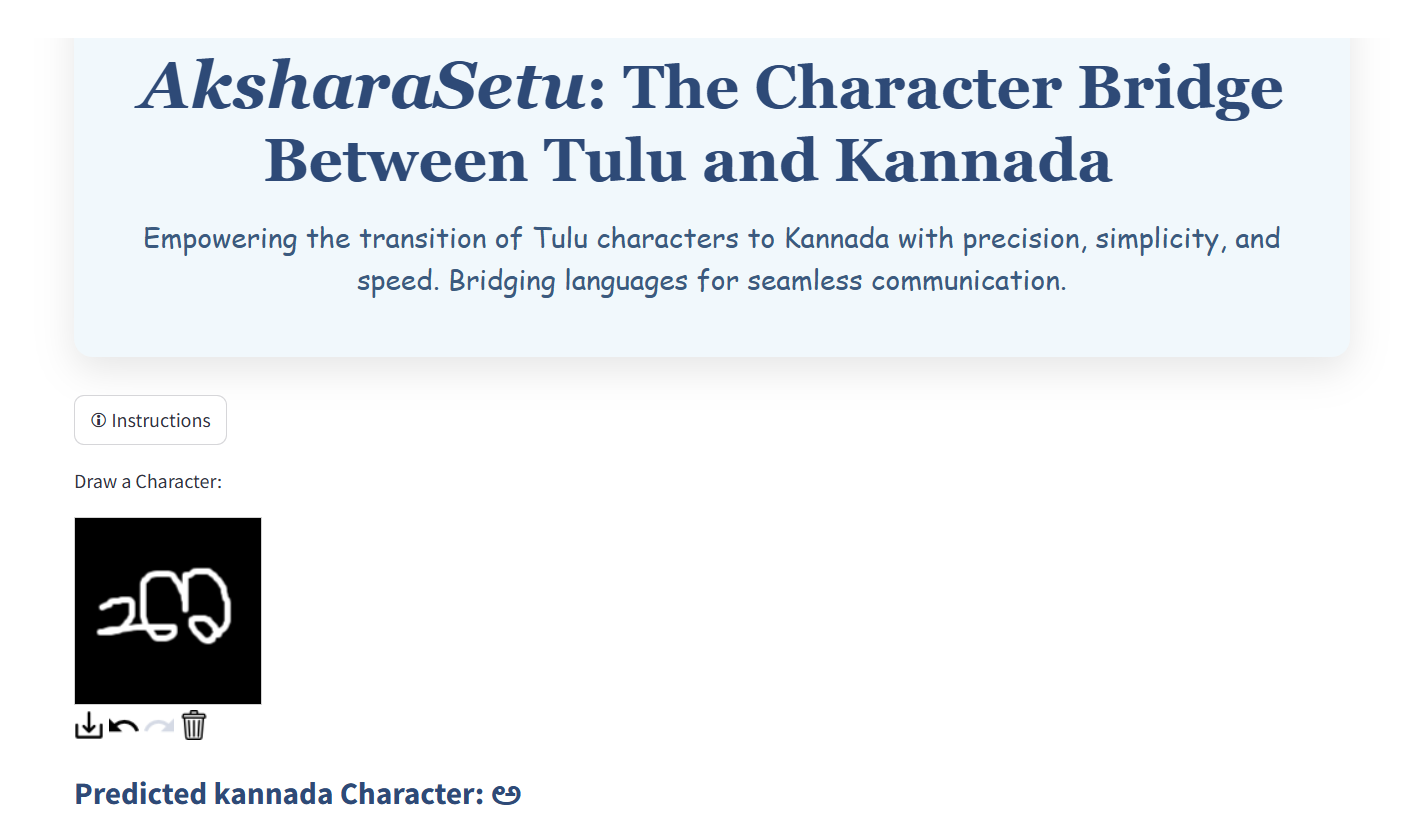 AksharaSetu: The Character Bridge
Between Tulu and Kannada
Empowering the transition of Tulu characters to Kannada with precision, simplicity, and
speed. Bridging languages for seamless communication.
Instructions
Draw a Character:
Predicted kannada Character: ಅ